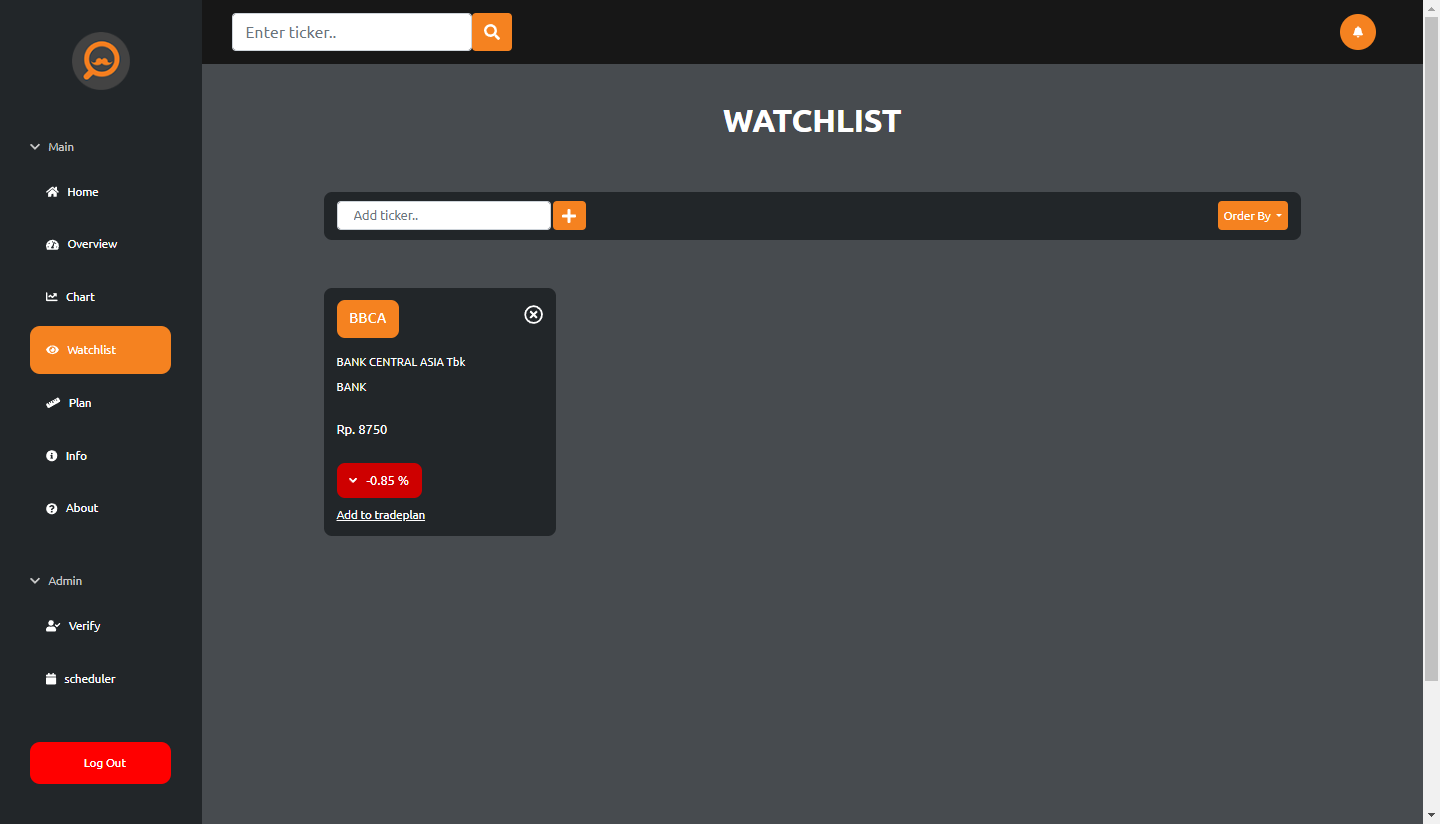 Enter ticker..
Main
Home
Overview
Chart
Watchlist
Plan
Info
About
Admin
Verify
scheduler
Log Out
WATCHLIST
Add ticker..
Order By
BBCA
BANK CENTRAL ASIA Tbk
BANK
Rp. 8750
-0.85 %
Add to tradeplan